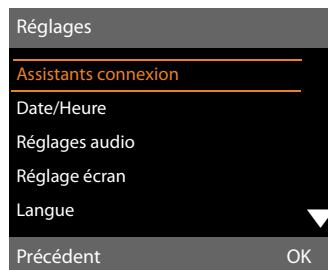 Réglages
Assistants connexion
Date/Heure
Réglages audio
Réglage écran
Langue
Précédent OK